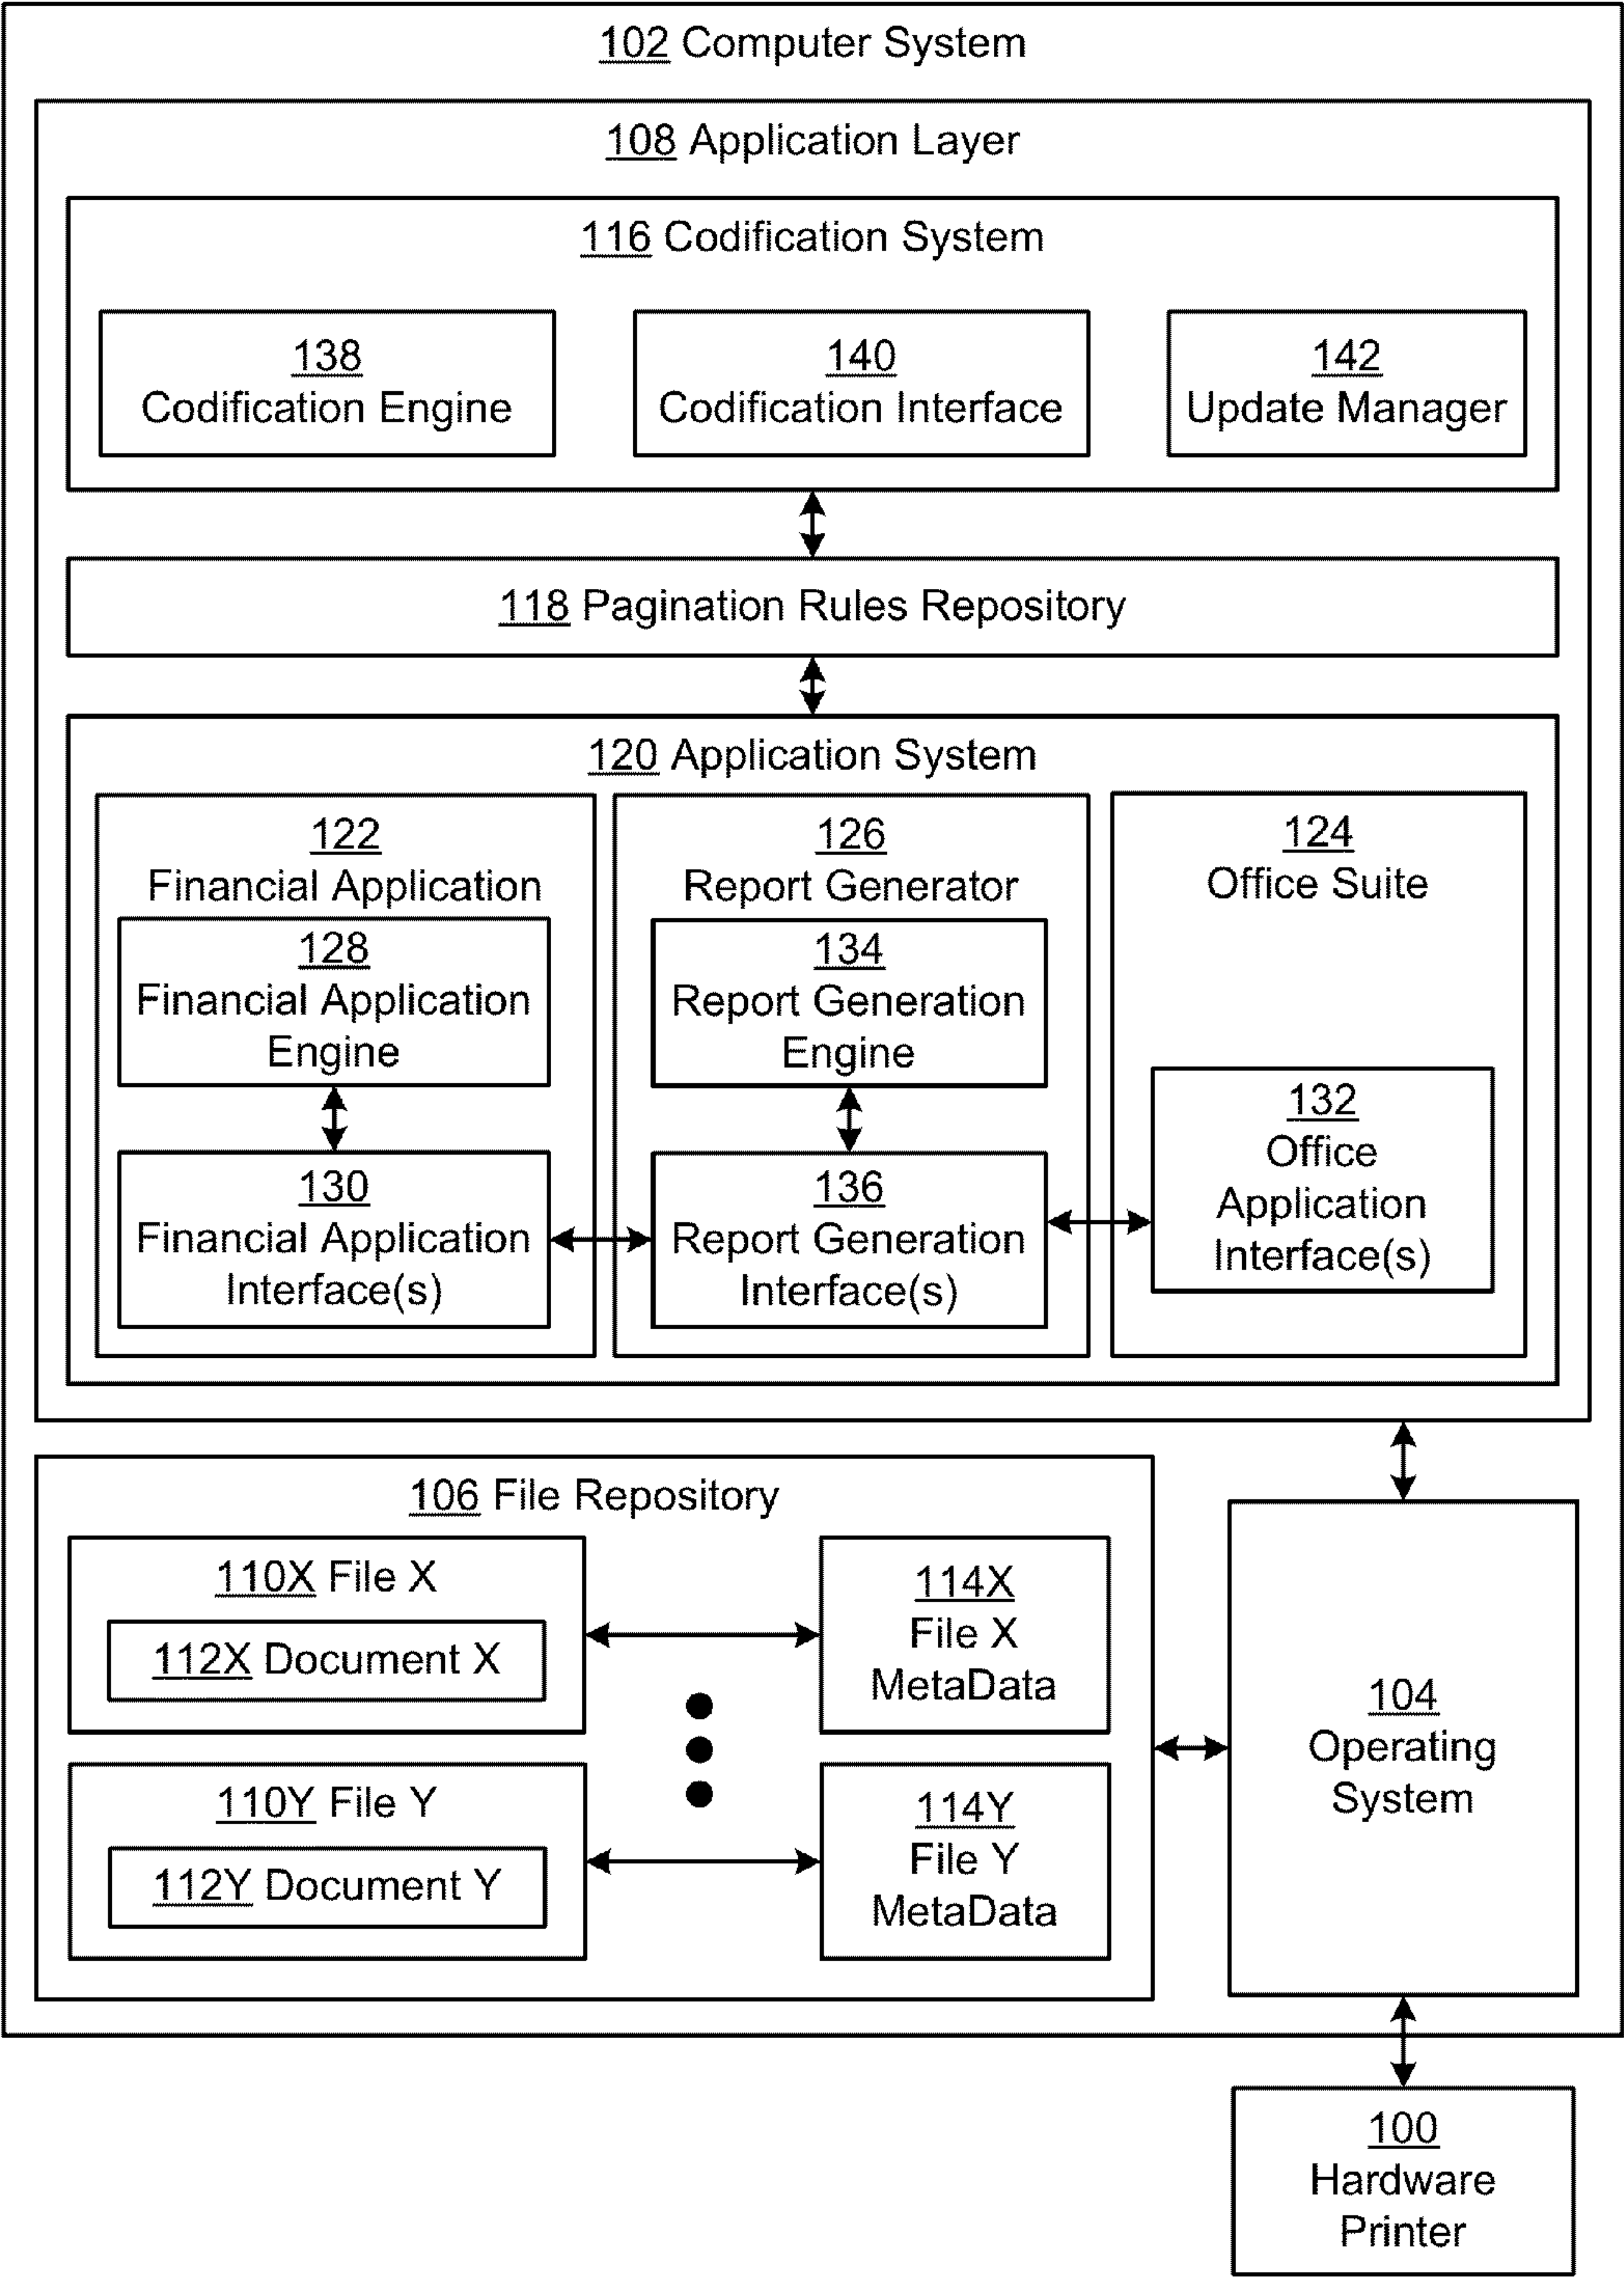 102 Computer System
108 Application Layer
116 Codification System
138
Codification Engine
140
Codification Interface
142
Update Manager
118 Pagination Rules Repository
120 Application System
122
Financial Application
128
Financial Application
Engine
130
Financial Application
Interface(s)
126
Report Generator
134
Report Generation
Engine
136
Report Generation
Interface(s)
124
Office Suite
132
Office
Application
Interface(s)
106 File Repository
110X File X
112X Document X
114X
File X
MetaData
110Y File Y
112Y Document Y
114Y
File Y
MetaData
104
Operating
System
100
Hardware
Printer